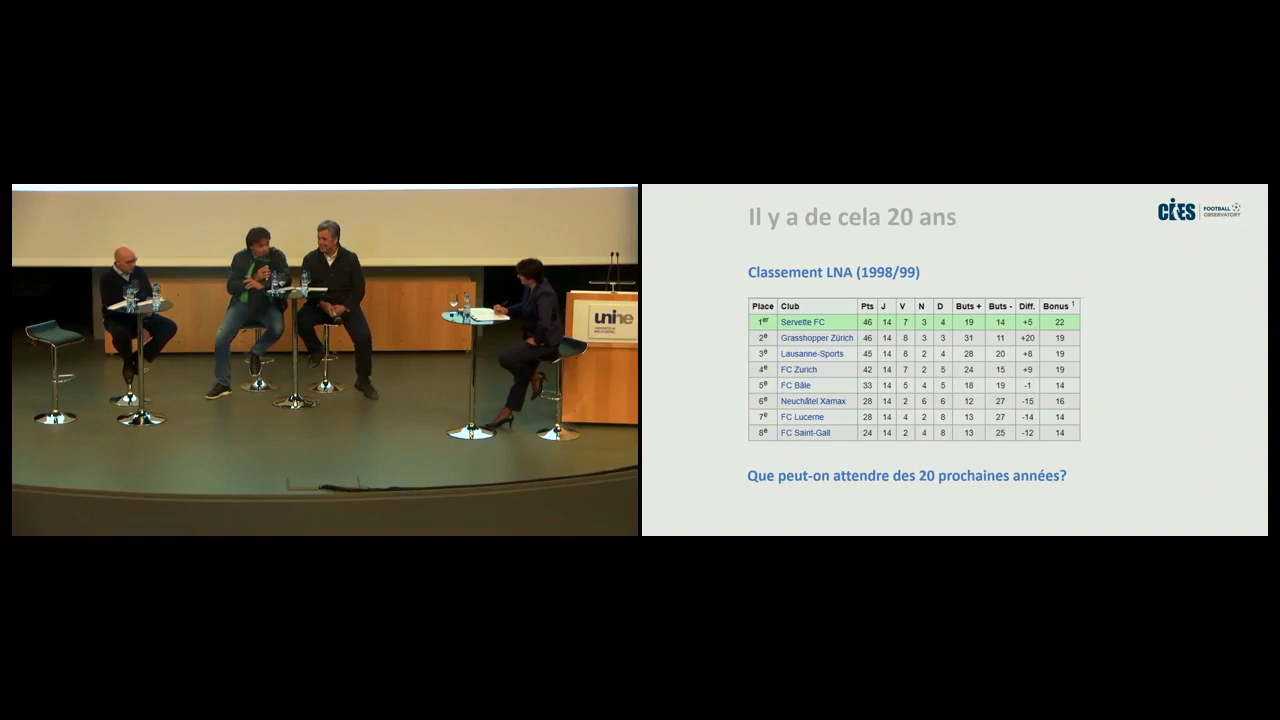 unine
UNIVERSITÉ DE
NEUCHÂTEL
Il y a de cela 20 ans
CIES FOOTBALL
OBSERVATORY
Classement LNA (1998/99)
Place Club Pts J V N D Buts + Buts - Diff. Bonus 1
1er Servette FC 46 14 7 3 4 19 14 +5 22
2e Grasshopper Zürich 46 14 8 3 3 31 11 +20 19
3e Lausanne-Sports 45 14 8 2 4 28 20 +8 19
4e FC Zurich 42 14 7 2 5 24 15 +9 19
5e FC Bâle 33 14 5 4 5 18 19 -1 14
6e Neuchâtel Xamax 28 14 2 6 6 12 27 -15 16
7e FC Lucerne 28 14 4 2 8 13 27 -14 14
8e FC Saint-Gall 24 14 2 4 8 13 25 -12 14
Que peut-on attendre des 20 prochaines années?